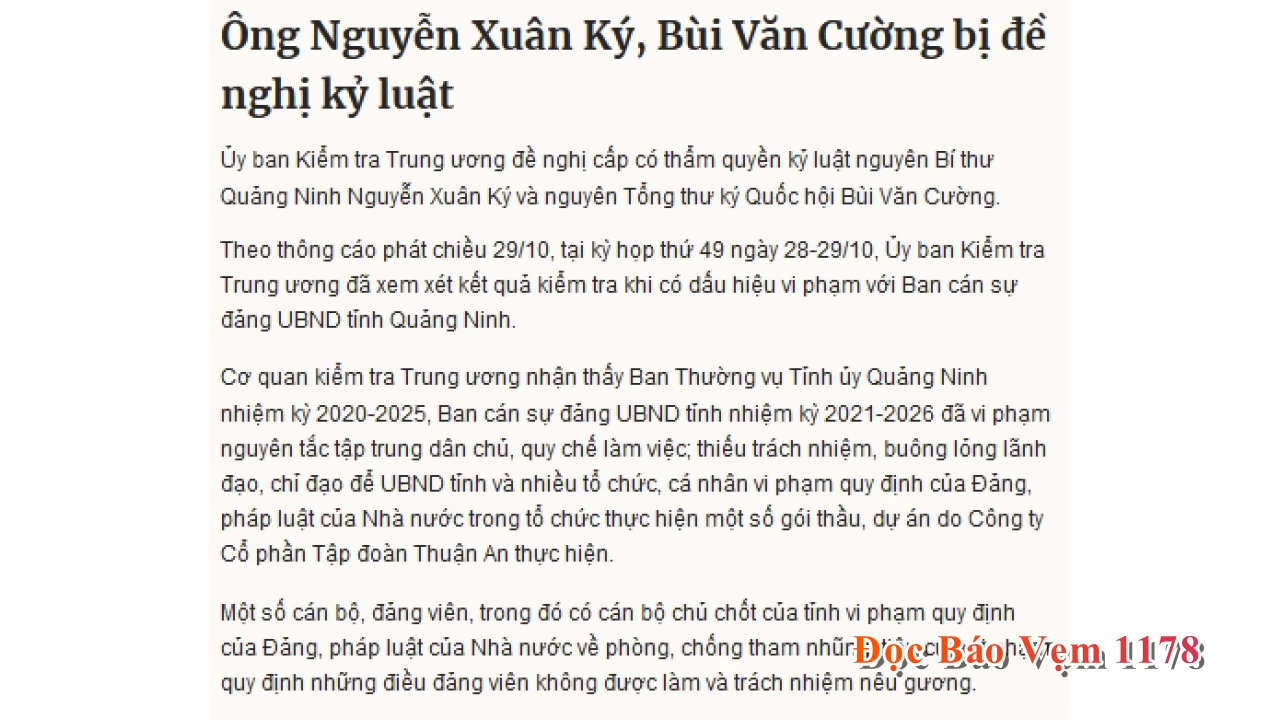 Ông Nguyễn Xuân Ký, Bùi Văn Cường bị đề
nghị kỷ luật
Ủy ban Kiểm tra Trung ương đề nghị cấp có thẩm quyền kỷ luật nguyên Bí thư
Quảng Ninh Nguyễn Xuân Ký và nguyên Tổng thư ký Quốc hội Bùi Văn Cường.
Theo thông cáo phát chiều 29/10, tại kỳ họp thứ 49 ngày 28-29/10, Ủy ban Kiểm tra
Trung ương đã xem xét kết quả kiểm tra khi có dấu hiệu vi phạm với Ban cán sự
đảng UBND tỉnh Quảng Ninh.
Cơ quan kiểm tra Trung ương nhận thấy Ban Thường vụ Tỉnh ủy Quảng Ninh
nhiệm kỳ 2020-2025, Ban cán sự đảng UBND tỉnh nhiệm kỳ 2021-2026 đã vi phạm
nguyên tắc tập trung dân chủ, quy chế làm việc; thiếu trách nhiệm, buông lỏng lãnh
đạo, chỉ đạo để UBND tỉnh và nhiều tổ chức, cá nhân vi phạm quy định của Đảng,
pháp luật của Nhà nước trong tổ chức thực hiện một số gói thầu, dự án do Công ty
Cổ phần Tập đoàn Thuận An thực hiện.
Một số cán bộ, đảng viên, trong đó có cán bộ chủ chốt của tỉnh vi phạm quy định
của Đảng, pháp luật của Nhà nước về phòng, chống tham nhũng
Đọc Báo Vẹm 1178
quy định những điều đảng viên không được làm và trách nhiệm nêu gương.